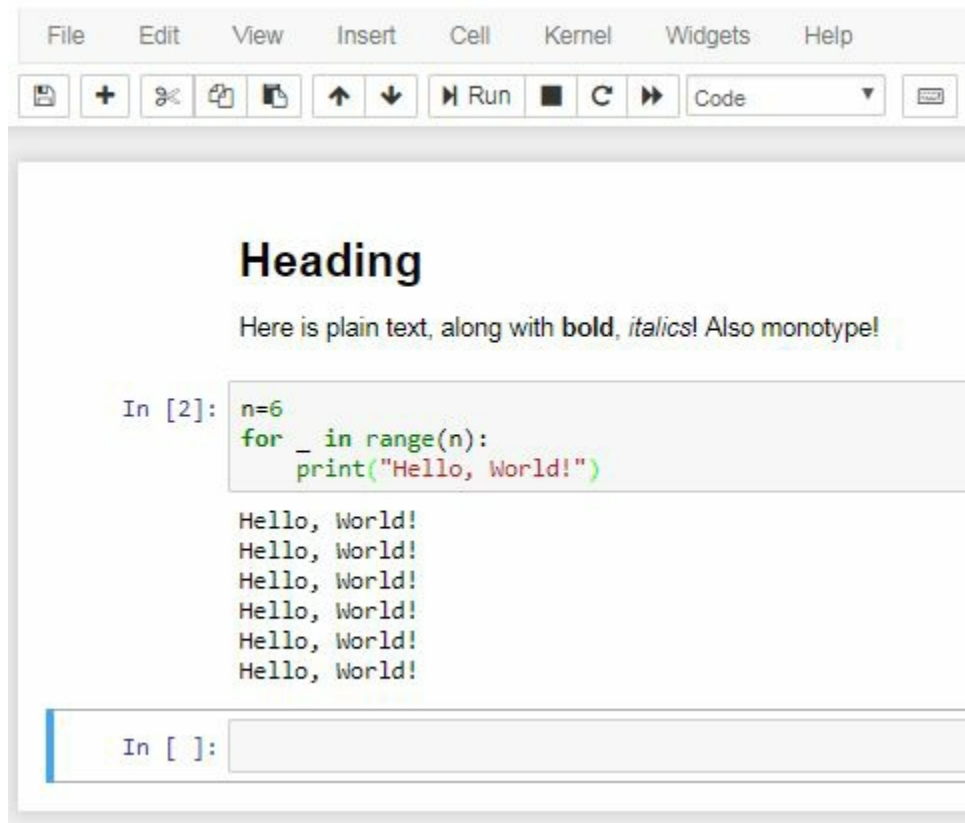 File Edit View Insert Cell Kernel Widgets Help
Run Code
Heading
Here is plain text, along with bold, italics! Also monotype!
In [2]: n=6
for _ in range(n):
    print("Hello, World!")
Hello, World!
Hello, World!
Hello, World!
Hello, World!
Hello, World!
Hello, World!
In [ ]: